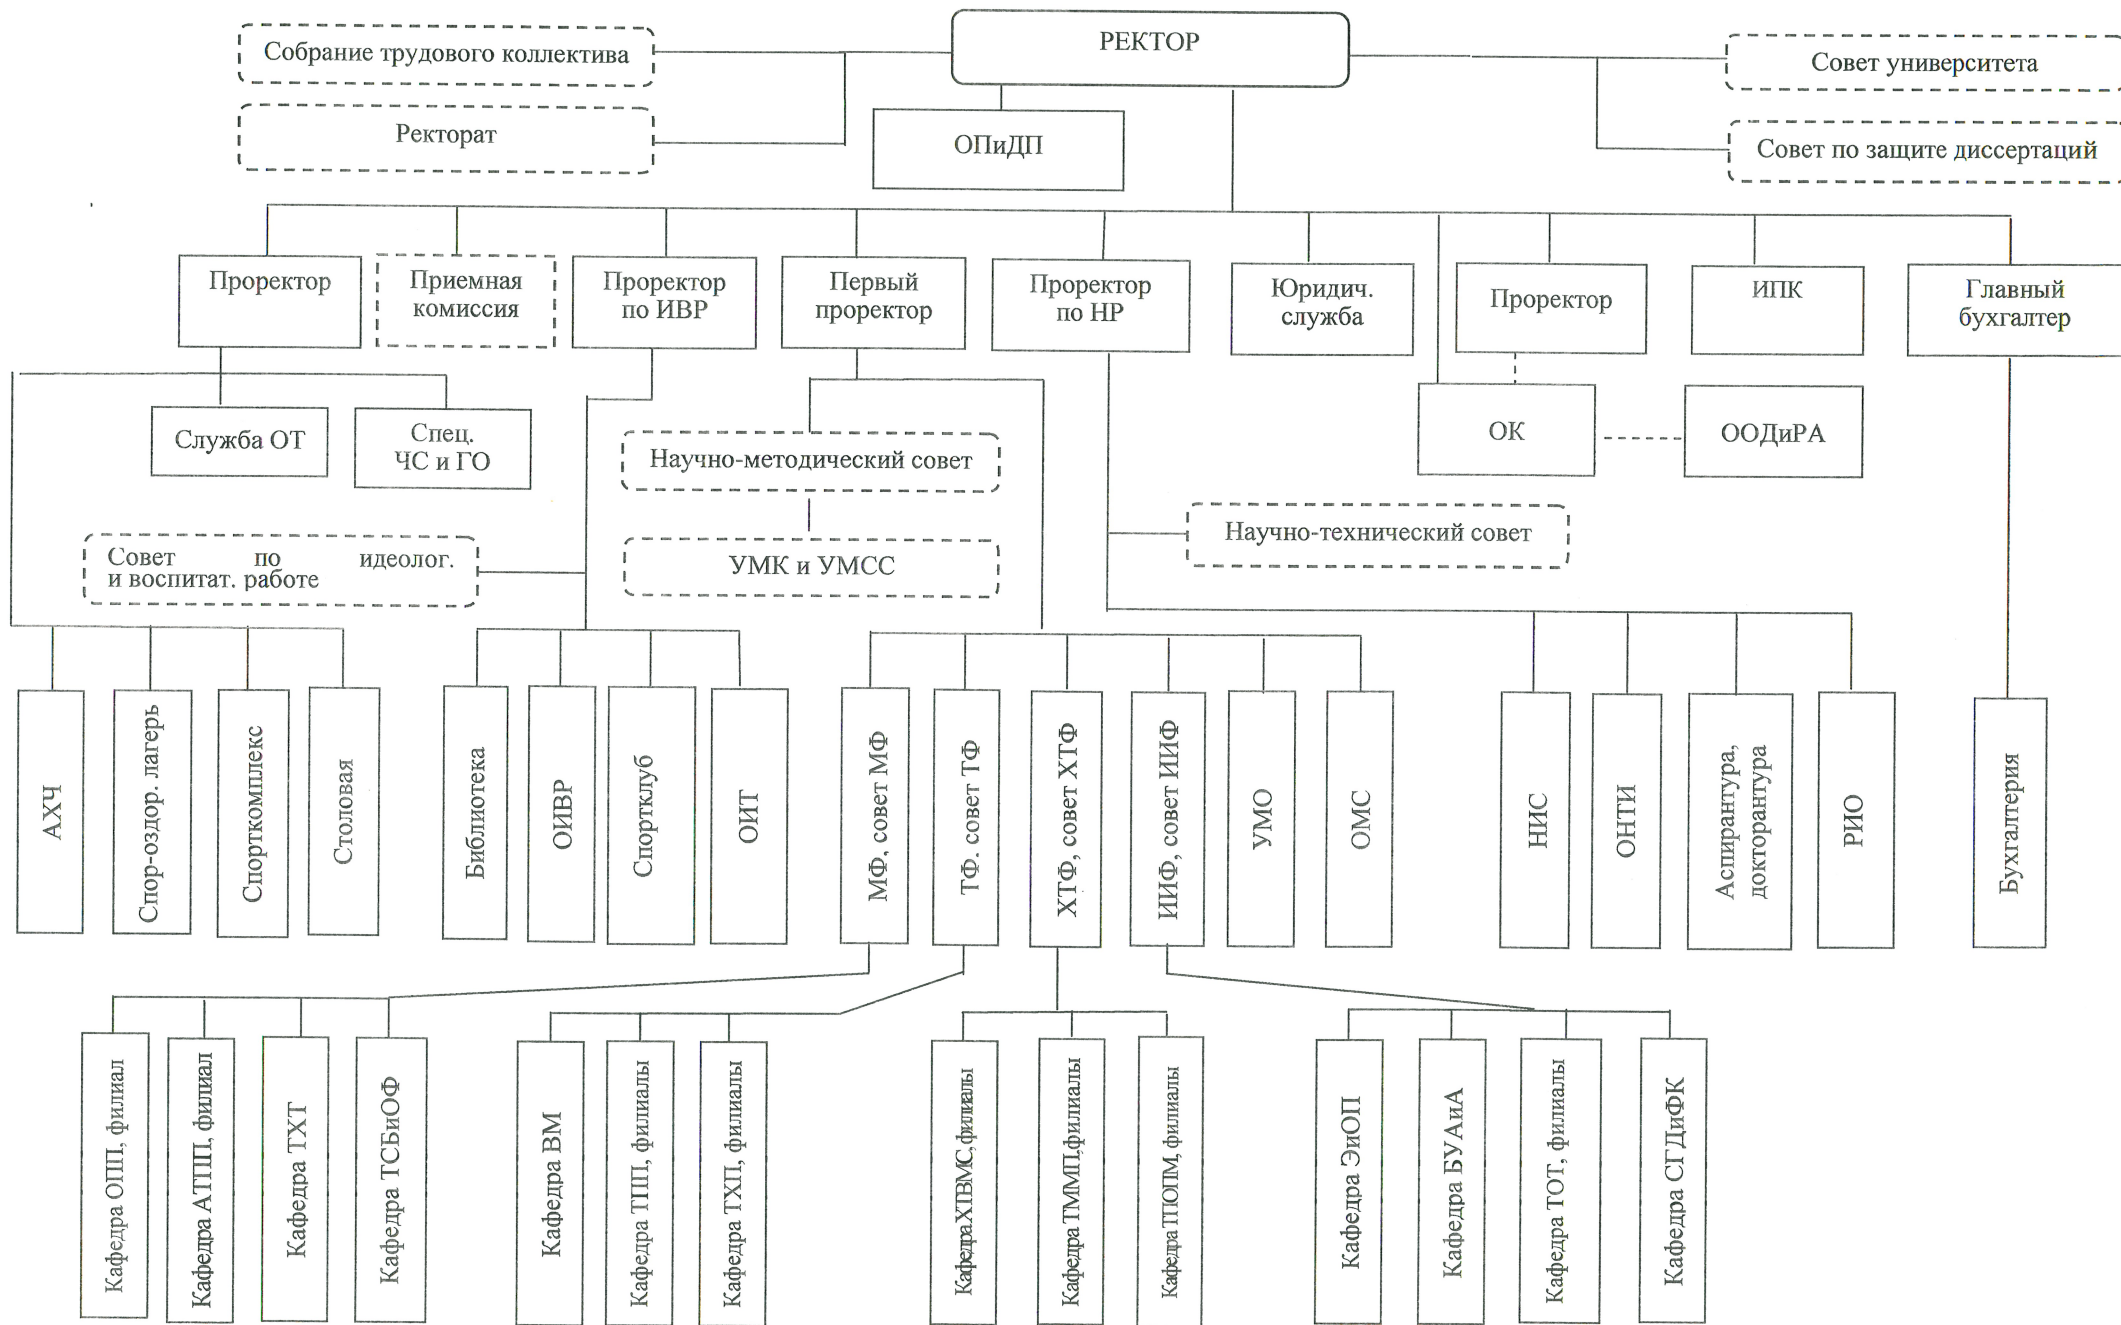 РЕКТОР
Собрание трудового коллектива
Ректорат
ОПиДП
Совет университета
Совет по защите диссертаций
Проректор
Приемная
комиссия
Проректор
по ИВР
Первый
проректор
Проректор
по НР
Юридич.
служба
Проректор
ИПК
Главный
бухгалтер
Служба ОТ
Спец.
ЧС и ГО
Научно-методический совет
ОК
ООДиРА
Совет по идеолог.
и воспитат. работе
УМК и УМСС
Научно-технический совет
АХЧ
Спор-оздор. лагерь
Спорткомплекс
Столовая
Библиотека
ОИВР
Спортклуб
ОИТ
МФ, совет МФ
ТФ. совет ТФ
ХТФ, совет ХТФ
ИИФ, совет ИИФ
УМО
ОМС
НИС
ОНТИ
Аспирантура,
докторантура
РИО
Бухгалтерия
Кафедра ОПП, филиал
Кафедра АТПП, филиал
Кафедра ТХТ
Кафедра ТСБиОФ
Кафедра ВМ
Кафедра ТПП, филиалы
Кафедра ТХП, филиалы
Кафедра ХТВМС, филиалы
Кафедра ТММП,филиалы
Кафедра ТПОПМ, филиалы
Кафедра ЭиОП
Кафедра БУАиА
Кафедра ТОТ, филиалы
Кафедра СГДиФК